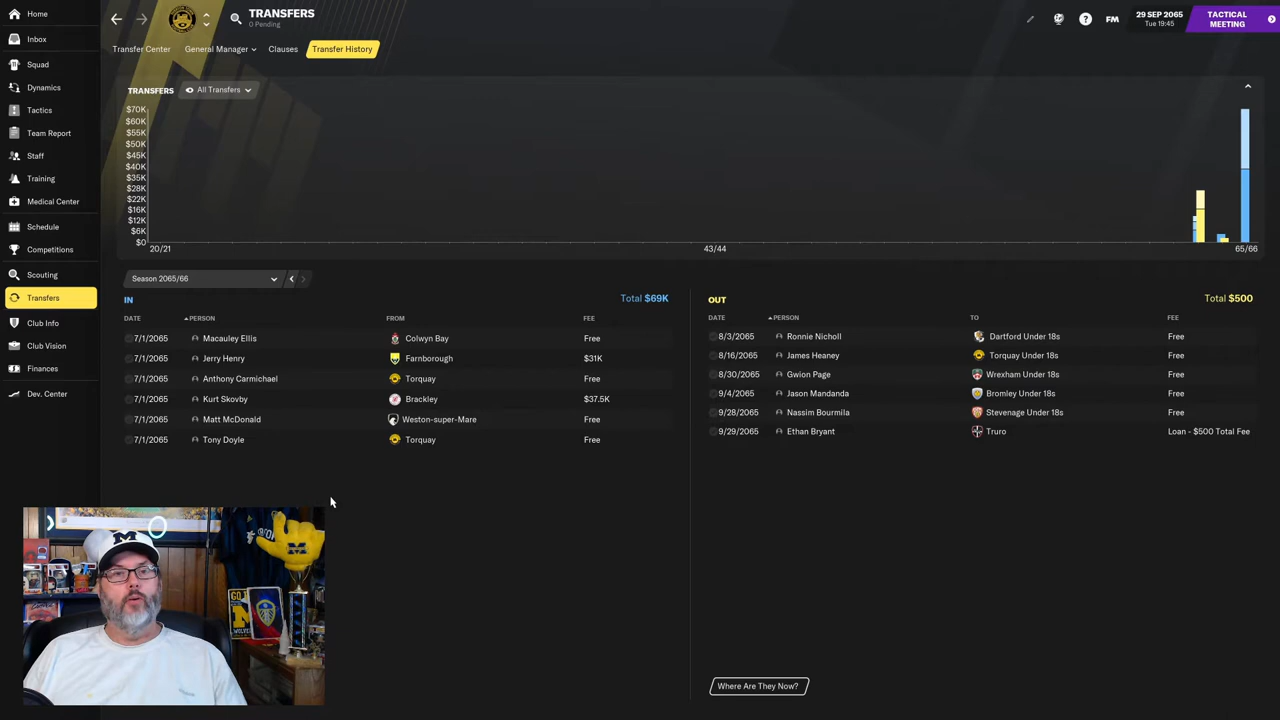 Home
TRANSFERS
0 Pending
29 SEP 2065
Tue 19:45
FM
TACTICAL
MEETING
Inbox
Transfer Center
General Manager
Clauses
Transfer History
Squad
Dynamics
Tactics
Team Report
Staff
Training
Medical Center
Schedule
Competitions
Scouting
Transfers
Club Info
Club Vision
Finances
Dev. Center
TRANSFERS
All Transfers
$70K
$60K
$55K
$50K
$45K
$40K
$35K
$28K
$22K
$16K
$12K
$6K
$0
20/21
43/44
65/66
Season 2065/66
IN
Total $69K
DATE PERSON FROM FEE
7/1/2065 Macauley Ellis Colwyn Bay Free
7/1/2065 Jerry Henry Farnborough $31K
7/1/2065 Anthony Carmichael Torquay Free
7/1/2065 Kurt Skovby Brackley $37.5K
7/1/2065 Matt McDonald Weston-super-Mare Free
7/1/2065 Tony Doyle Torquay Free
OUT
Total $500
DATE PERSON TO FEE
8/3/2065 Ronnie Nicholl Dartford Under 18s Free
8/16/2065 James Heaney Torquay Under 18s Free
8/30/2065 Gwion Page Wrexham Under 18s Free
9/4/2065 Jason Mandanda Bromley Under 18s Free
9/28/2065 Nassim Bourmila Stevenage Under 18s Free
9/29/2065 Ethan Bryant Truro Loan - $500 Total Fee
Where Are They Now?
M
M
GO
M